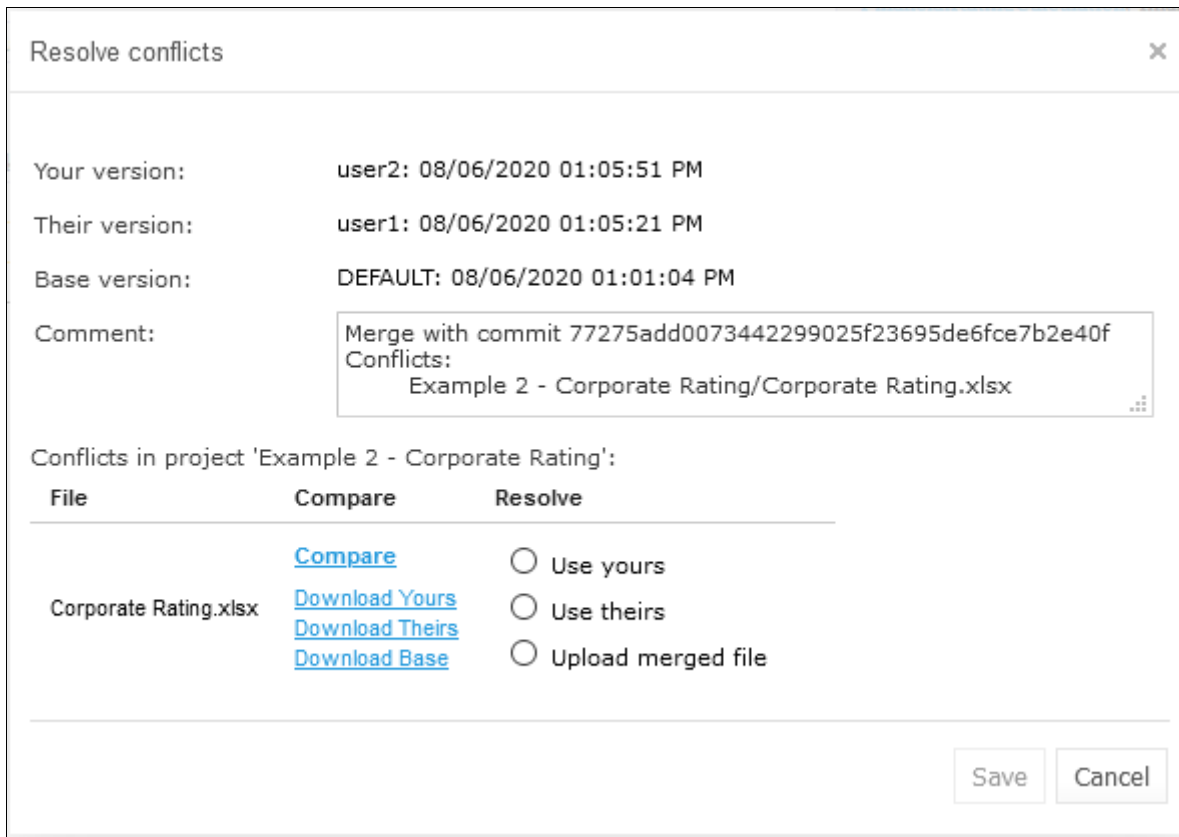 Resolve conflicts
Your version: user2: 08/06/2020 01:05:51 PM
Their version: user1: 08/06/2020 01:05:21 PM
Base version: DEFAULT: 08/06/2020 01:01:04 PM
Comment: Merge with commit 77275add0073442299025f23695de6fce7b2e40f
Conflicts:
Example 2 - Corporate Rating/Corporate Rating.xlsx
Conflicts in project 'Example 2 - Corporate Rating':
File Compare Resolve
Compare Use yours
Download Yours
Corporate Rating.xlsx Use theirs
Download Theirs
Download Base Upload merged file
Save Cancel